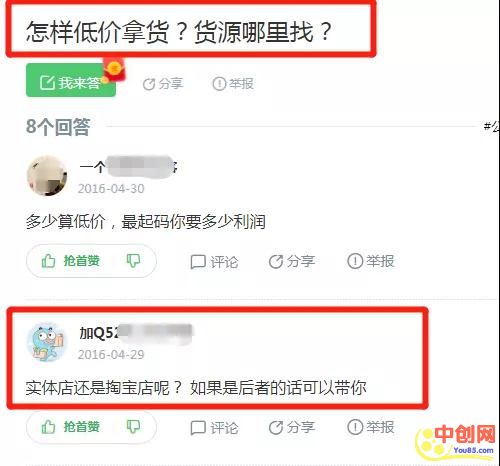 怎样低价拿货？货源哪里找？
我来答 分享 举报
8个回答
#公
一个
2016-04-30
多少算低价，最起码你要多少利润
抢首赞 评论 分享 举报
加Q52
2016-04-29
实体店还是淘宝店呢？ 如果是后者的话可以带你
抢首赞 评论 分享 举报
中创网
You85.com